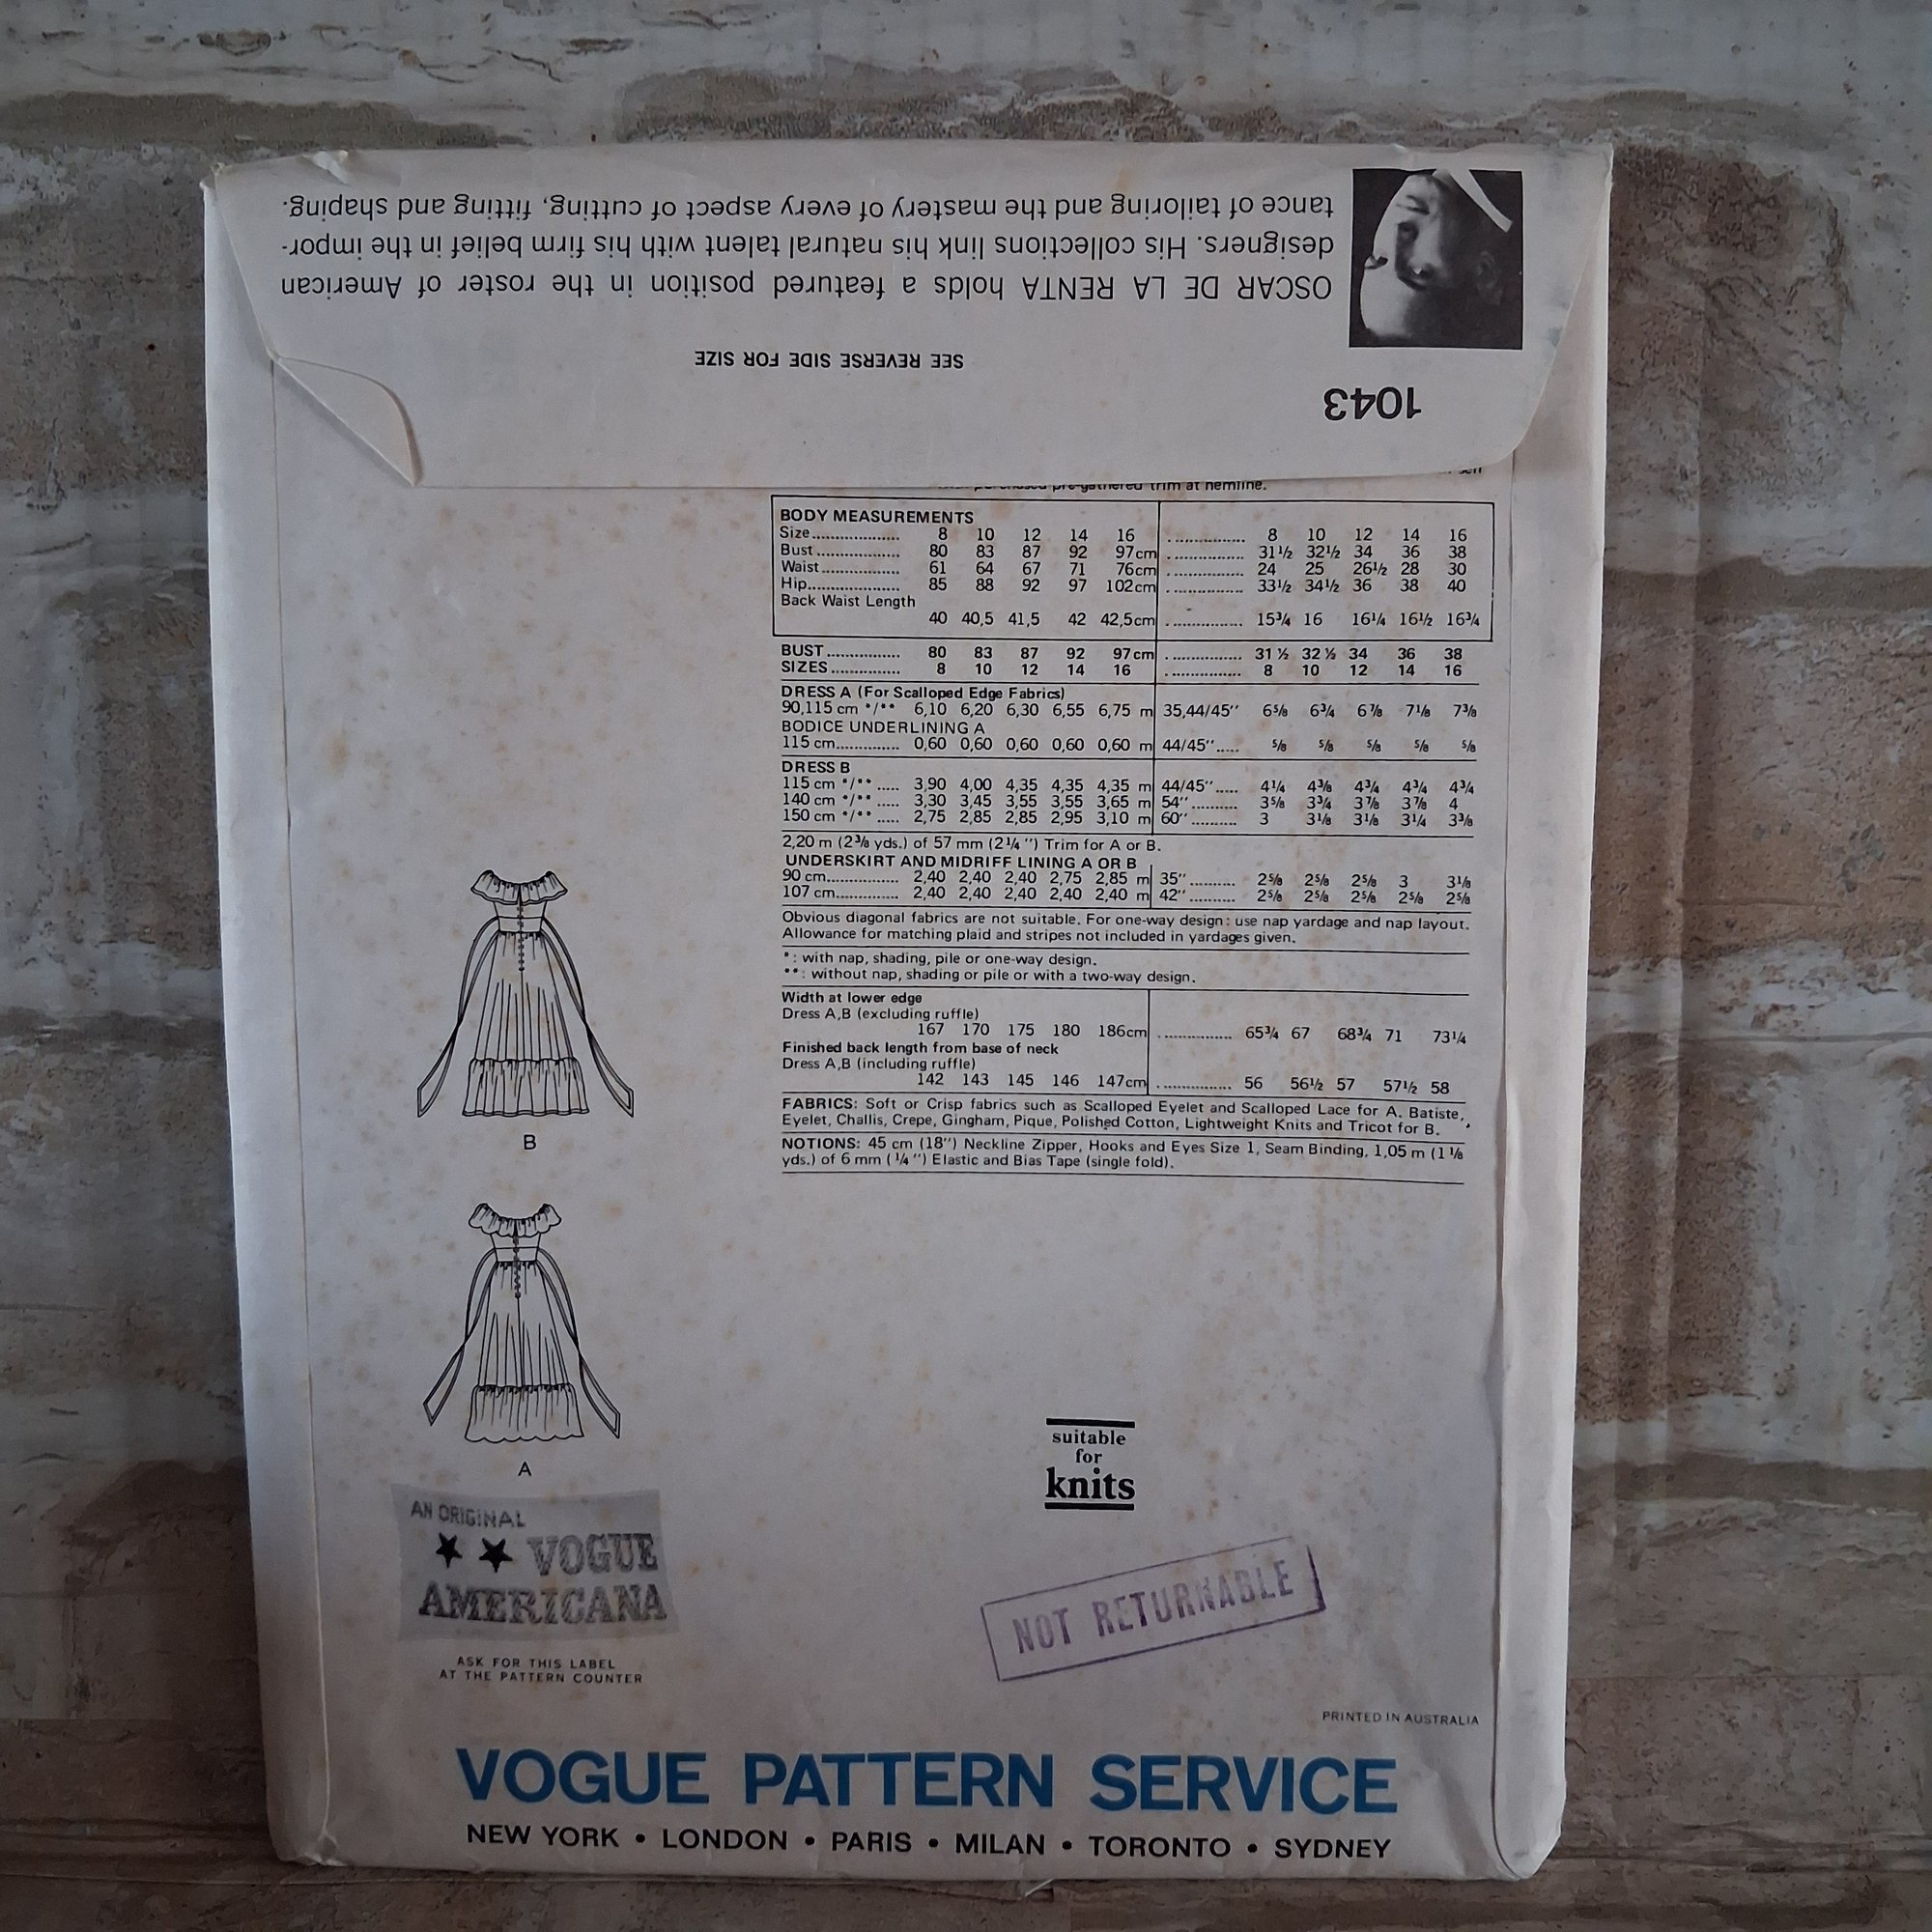 OSCAR DE LA RENTA holds a featured position in the roster of American
designers. His collections link his natural talent with his firm belief in the impor-
tance of tailoring and the mastery of every aspect of cutting, fitting and shaping.
SEE REVERSE SIDE FOR SIZE
1043
pre-gathered trim at hemline.
BODY MEASUREMENTS
Size.................... 8 10 12 14 16 ................ 8 10 12 14 16
Bust................... 80 83 87 92 97cm ................ 31½ 32½ 34 36 38
Waist.................. 61 64 67 71 76cm ................ 24 25 26½ 28 30
Hip..................... 85 88 92 97 102cm ................ 33½ 34½ 36 38 40
Back Waist Length
40 40,5 41,5 42 42,5cm ................ 15¾ 16 16¼ 16½ 16¾
BUST................ 80 83 87 92 97cm ................ 31½ 32½ 34 36 38
SIZES............... 8 10 12 14 16 ................ 8 10 12 14 16
DRESS A (For Scalloped Edge Fabrics)
90,115 cm */** 6,10 6,20 6,30 6,55 6,75 m 35,44/45'' 6⅝ 6¾ 6⅞ 7⅛ 7⅜
BODICE UNDERLINING A
115 cm.............. 0,60 0,60 0,60 0,60 0,60 m 44/45''..... ⅝ ⅝ ⅝ ⅝ ⅝
DRESS B
115 cm */** ..... 3,90 4,00 4,35 4,35 4,35 m 44/45''...... 4¼ 4⅜ 4¾ 4¾ 4¾
140 cm */** ..... 3,30 3,45 3,55 3,55 3,65 m 54''.......... 3⅝ 3¾ 3⅞ 3⅞ 4
150 cm */** ..... 2,75 2,85 2,85 2,95 3,10 m 60''.......... 3 3⅛ 3⅛ 3¼ 3⅜
2,20 m (2⅜ yds.) of 57 mm (2¼ '') Trim for A or B.
UNDERSKIRT AND MIDRIFF LINING A OR B
90 cm................ 2,40 2,40 2,40 2,75 2,85 m 35''.......... 2⅝ 2⅝ 2⅝ 3 3⅛
107 cm.............. 2,40 2,40 2,40 2,40 2,40 m 42''.......... 2⅝ 2⅝ 2⅝ 2⅝ 2⅝
Obvious diagonal fabrics are not suitable. For one-way design: use nap yardage and nap layout.
Allowance for matching plaid and stripes not included in yardages given.
*: with nap, shading, pile or one-way design.
**: without nap, shading or pile or with a two-way design.
Width at lower edge
Dress A,B (excluding ruffle)
167 170 175 180 186cm ................ 65¾ 67 68¾ 71 73¼
Finished back length from base of neck
Dress A,B (including ruffle)
142 143 145 146 147cm ................ 56 56½ 57 57½ 58
FABRICS: Soft or Crisp fabrics such as Scalloped Eyelet and Scalloped Lace for A. Batiste,
Eyelet, Challis, Crepe, Gingham, Pique, Polished Cotton, Lightweight Knits and Tricot for B.
NOTIONS: 45 cm (18'') Neckline Zipper, Hooks and Eyes Size 1, Seam Binding, 1,05 m (1⅛
yds.) of 6 mm (¼'') Elastic and Bias Tape (single fold).
B
A
suitable
for
knits
AN ORIGINAL
VOGUE
AMERICANA
ASK FOR THIS LABEL
AT THE PATTERN COUNTER
NOT RETURNABLE
PRINTED IN AUSTRALIA
VOGUE PATTERN SERVICE
NEW YORK • LONDON • PARIS • MILAN • TORONTO • SYDNEY